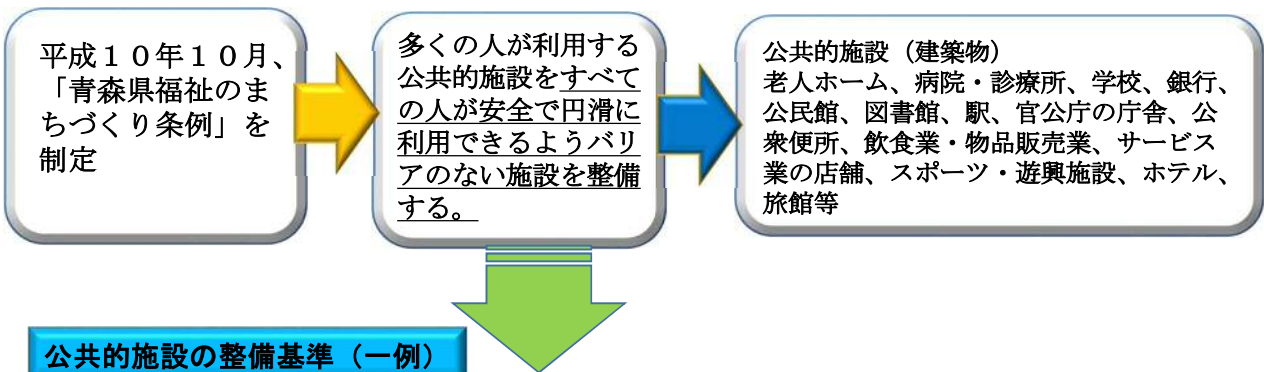 平成１０年１０月、
「青森県福祉のま
ちづくり条例」を
制定
多くの人が利用する
公共的施設をすべて
の人が安全で円滑に
利用できるようバリ
アのない施設を整備
する。
公共的施設（建築物）
老人ホーム、病院・診療所、学校、銀行、
公民館、図書館、駅、官公庁の庁舎、公
衆便所、飲食業・物品販売業、サービス
業の店舗、スポーツ・遊興施設、ホテル、
旅館等
公共的施設の整備基準（一例）